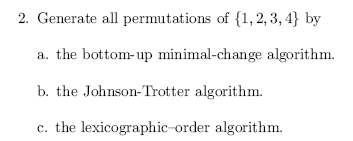 2. Generate all permutations of {1, 2, 3, 4} by
a. the bottom-up minimal-change algorithm.
b. the Johnson-Trotter algorithm.
c. the lexicographic–order algorithm.